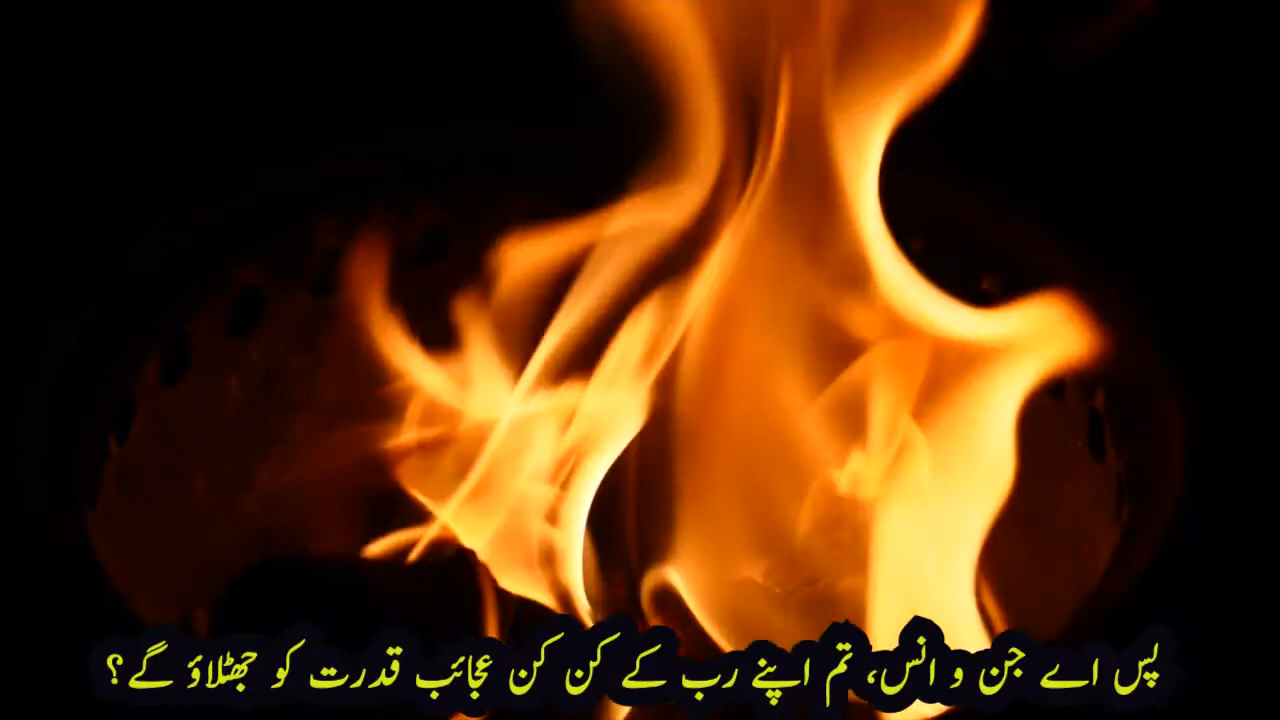 پس اے جن و انس، تم اپنے رب کے کن کن عجائب قدرت کو جھٹلاؤ گے؟